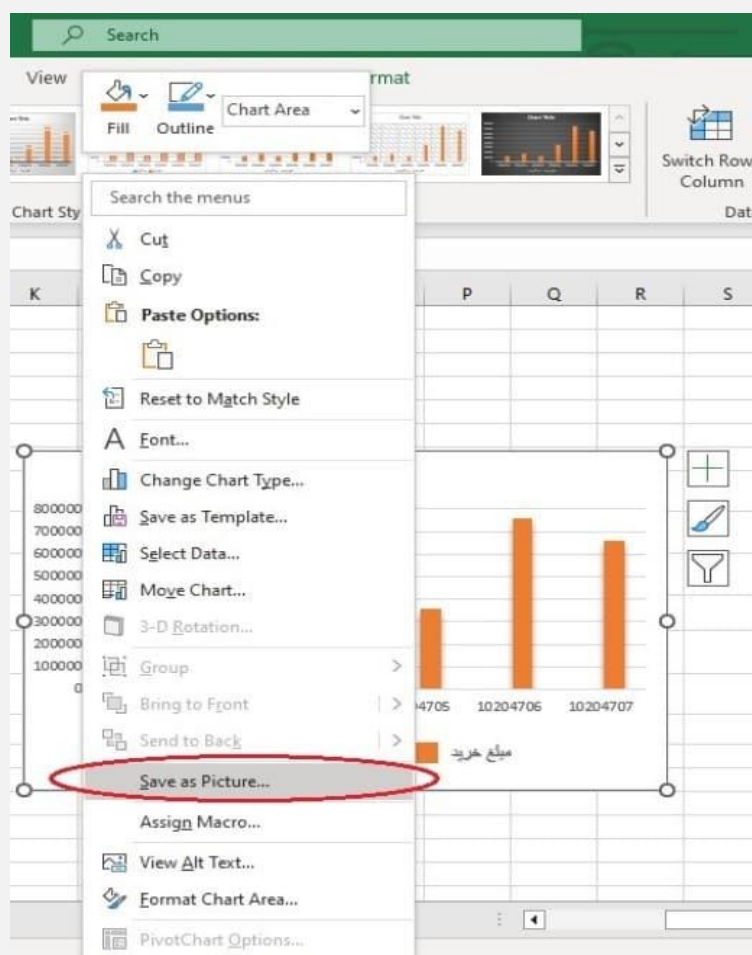 Search
View
rmat
Fill
Outline
Chart Area
Switch Row
Column
Chart Sty
Dat
Search the menus
Cut
Copy
Paste Options:
Reset to Match Style
Font...
Change Chart Type...
Save as Template...
Select Data...
Move Chart...
3-D Rotation...
Group
Bring to Front
Send to Back
Save as Picture...
Assign Macro...
View Alt Text...
Format Chart Area...
PivotChart Options...
K
P
Q
R
S
800000
700000
600000
500000
400000
300000
200000
100000
0
4705
10204706
10204707
مبلغ خرید